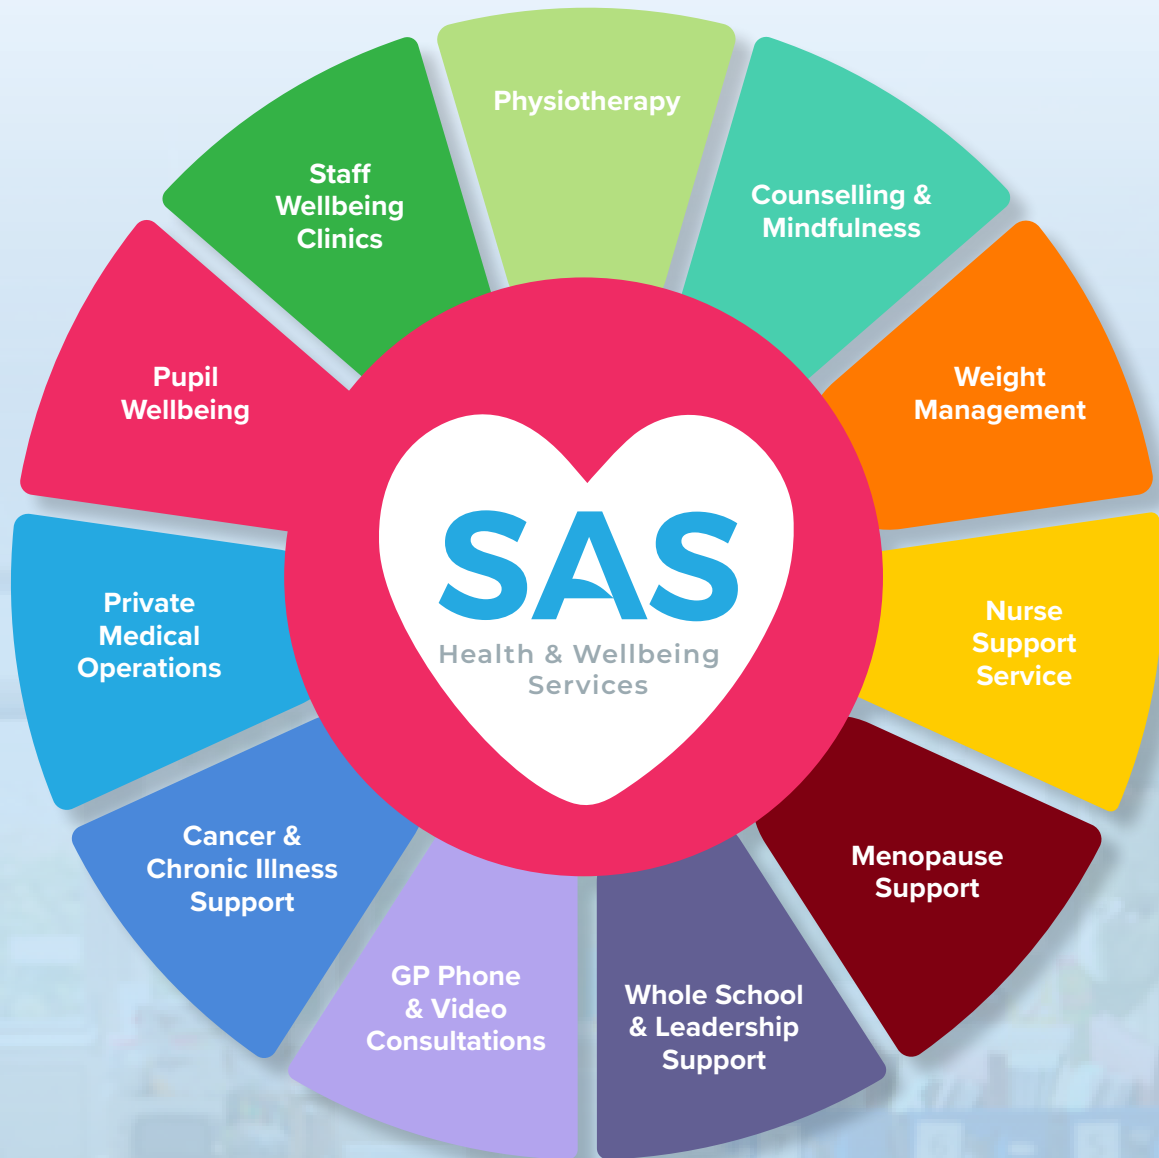 Physiotherapy
Counselling &
Mindfulness
Weight
Management
Nurse
Support
Service
Menopause
Support
Whole School
& Leadership
Support
GP Phone
& Video
Consultations
Cancer &
Chronic Illness
Support
Private
Medical
Operations
Pupil
Wellbeing
Staff
Wellbeing
Clinics
SAS
Health & Wellbeing
Services